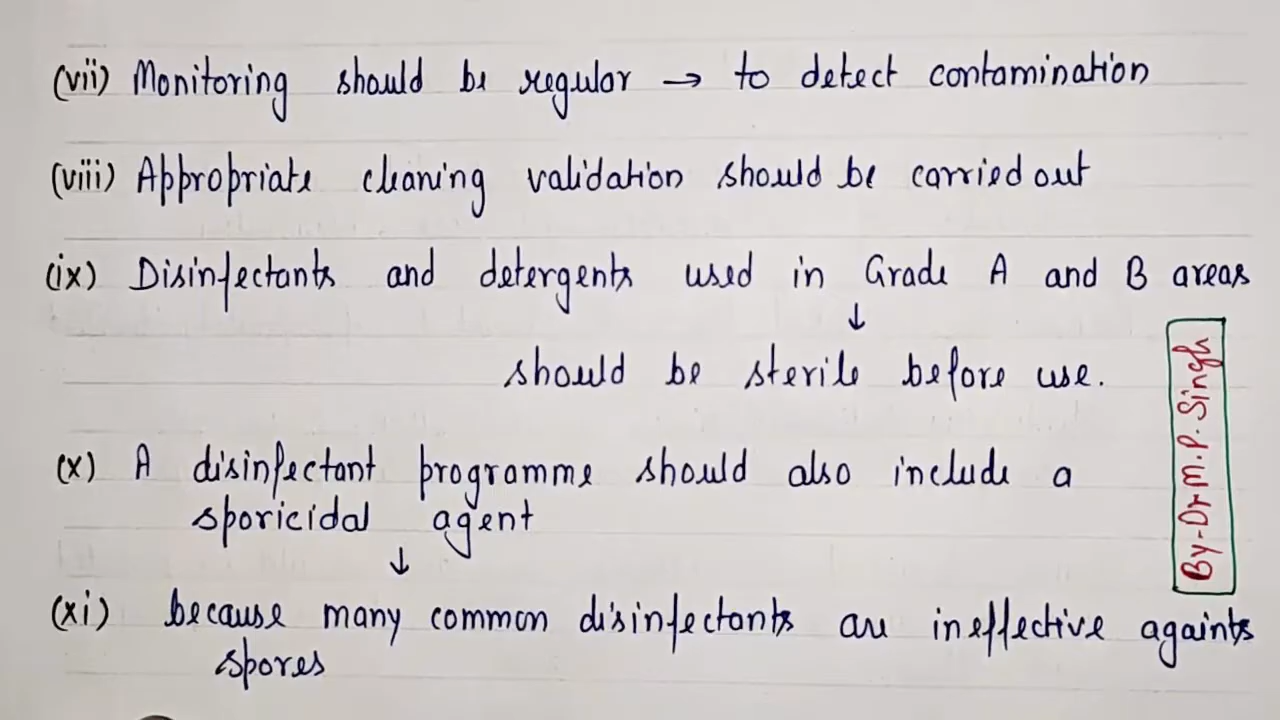 (vii) Monitoring should be regular → to detect contamination
(viii) Appropriate cleaning validation should be carried out
(ix) Disinfectants and detergents used in Grade A and B areas
↓
should be sterile before use.
(x) A disinfectant programme should also include a
sporicidal agent
↓
(xi) because many common disinfectants are ineffective againts
spores
By-Dr M.P. Singh